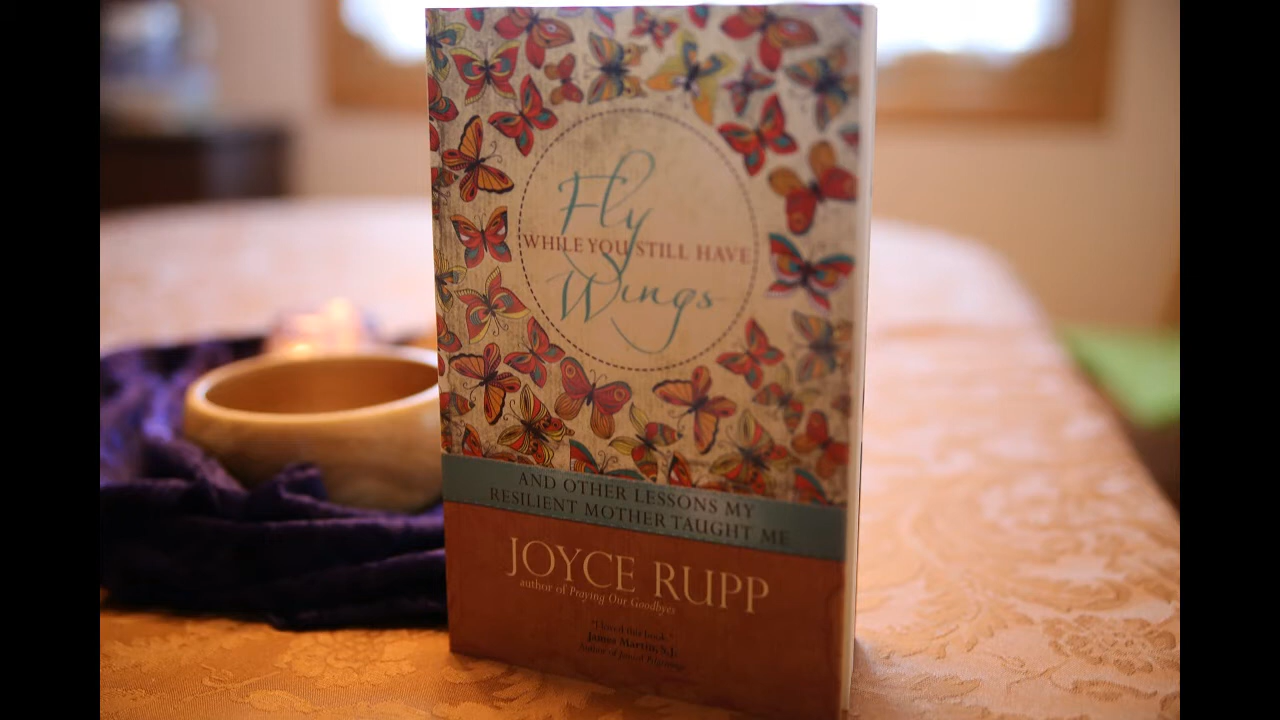 Fly
WHILE YOU STILL HAVE
Wings
AND OTHER LESSONS MY
RESILIENT MOTHER TAUGHT ME
JOYCE RUPP
author of Praying Our Goodbyes
"I loved this book."
James Martin, S.J.